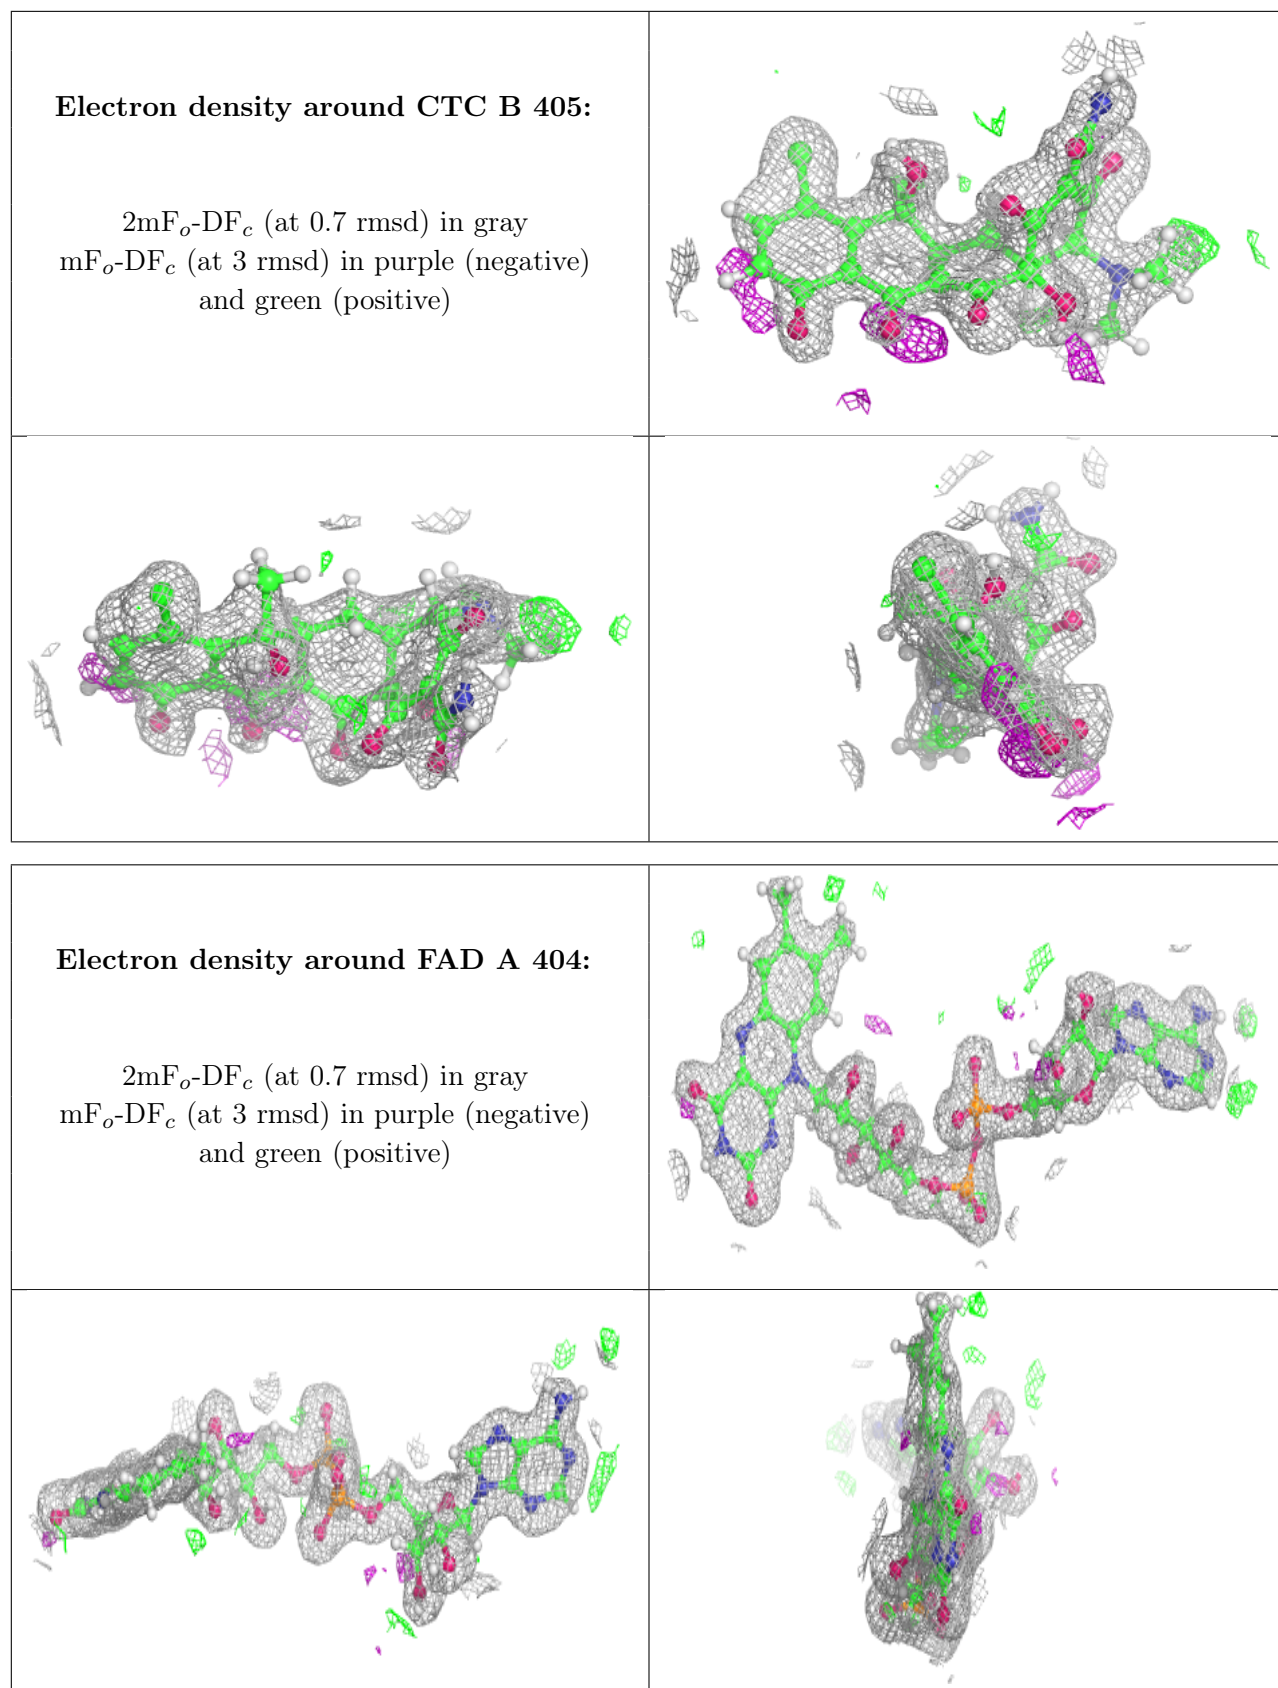 Electron density around CTC B 405:
2mFo-DFc (at 0.7 rmsd) in gray
mFo-DFc (at 3 rmsd) in purple (negative)
and green (positive)
Electron density around FAD A 404:
2mFo-DFc (at 0.7 rmsd) in gray
mFo-DFc (at 3 rmsd) in purple (negative)
and green (positive)